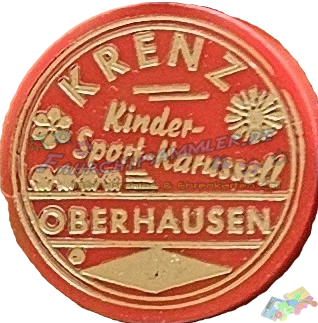 KRENZ
Kinder-
Sport-Karussell
OBERHAUSEN